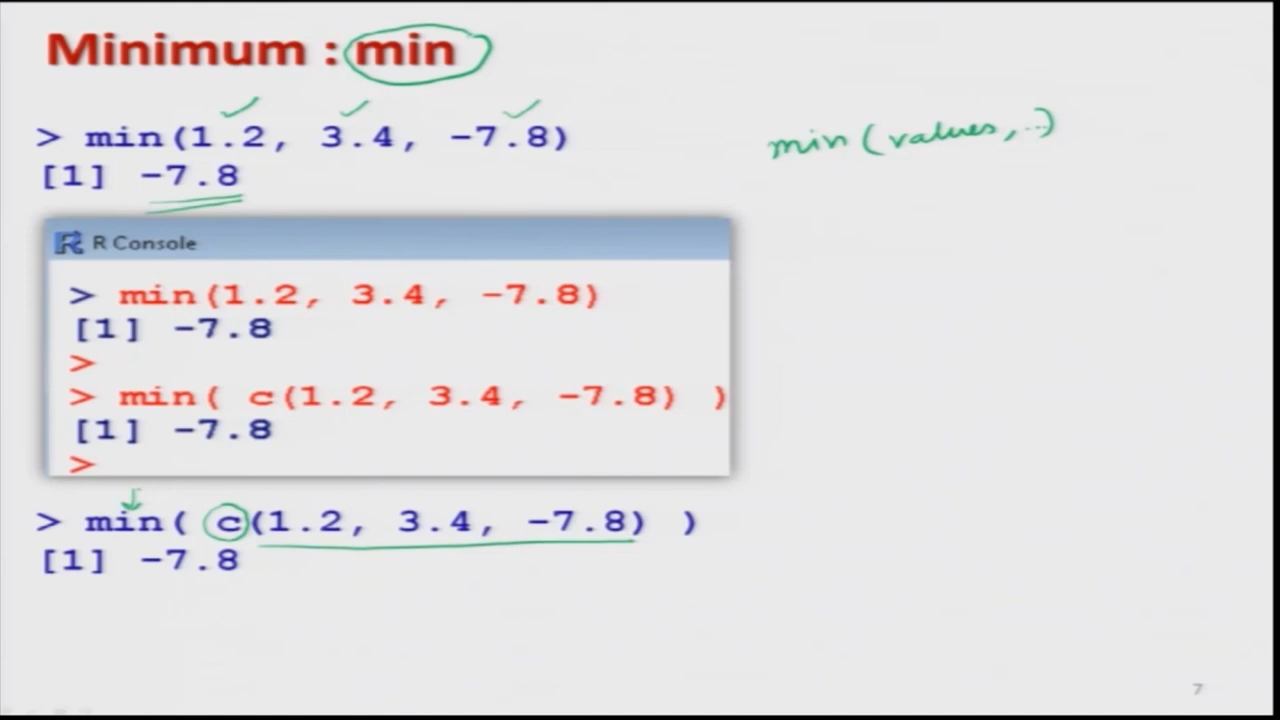 Minimum : min
> min(1.2, 3.4, -7.8)
[1] -7.8
min (values, ..)
R Console
> min(1.2, 3.4, -7.8)
[1] -7.8
>
> min( c(1.2, 3.4, -7.8) )
[1] -7.8
>
> min( c(1.2, 3.4, -7.8) )
[1] -7.8
7